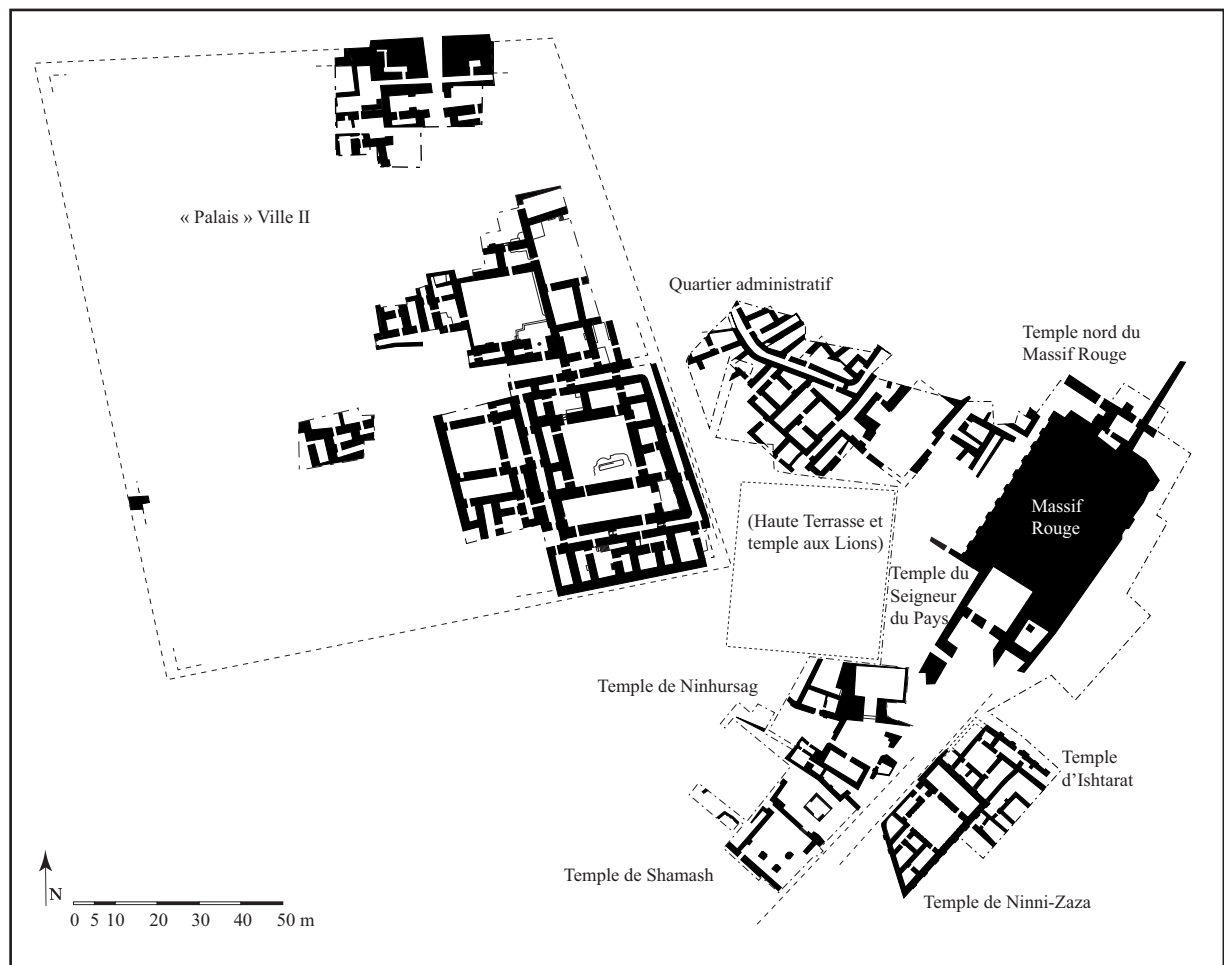 « Palais » Ville II
Quartier administratif
Temple nord du
Massif Rouge
Massif
Rouge
(Haute Terrasse et
temple aux Lions)
Temple du
Seigneur
du Pays
Temple de Ninhursag
Temple
d’Ishtarat
Temple de Shamash
Temple de Ninni-Zaza
N
0 5 10 20 30 40 50 m